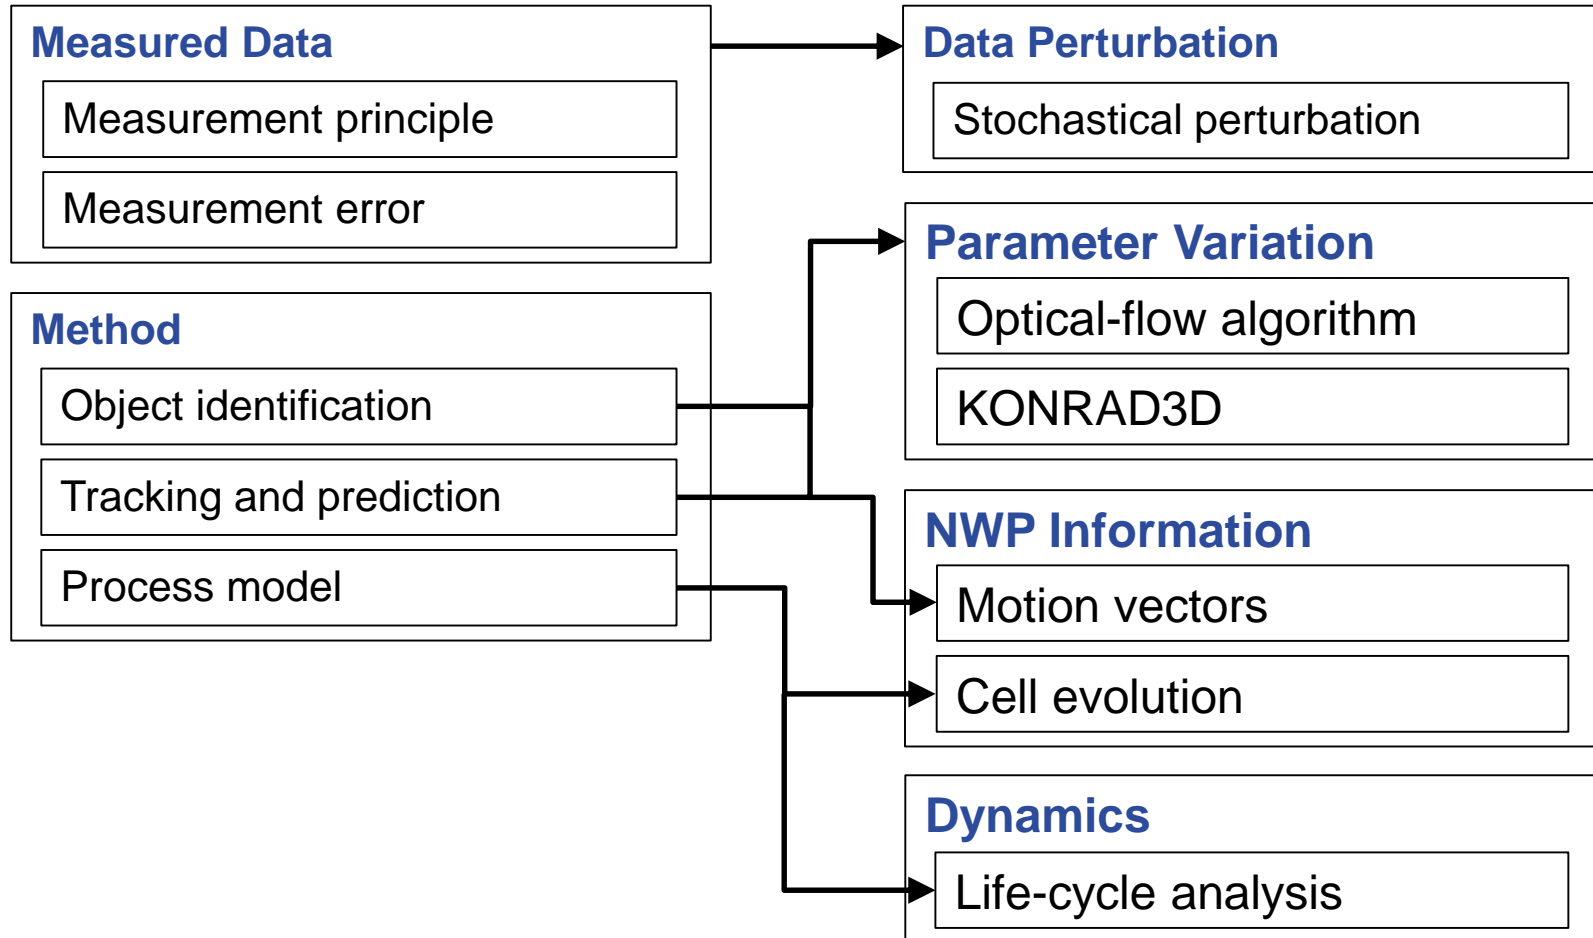 Measured Data
Measurement principle
Measurement error
Method
Object identification
Tracking and prediction
Process model
Data Perturbation
Stochastical perturbation
Parameter Variation
Optical-flow algorithm
KONRAD3D
NWP Information
Motion vectors
Cell evolution
Dynamics
Life-cycle analysis